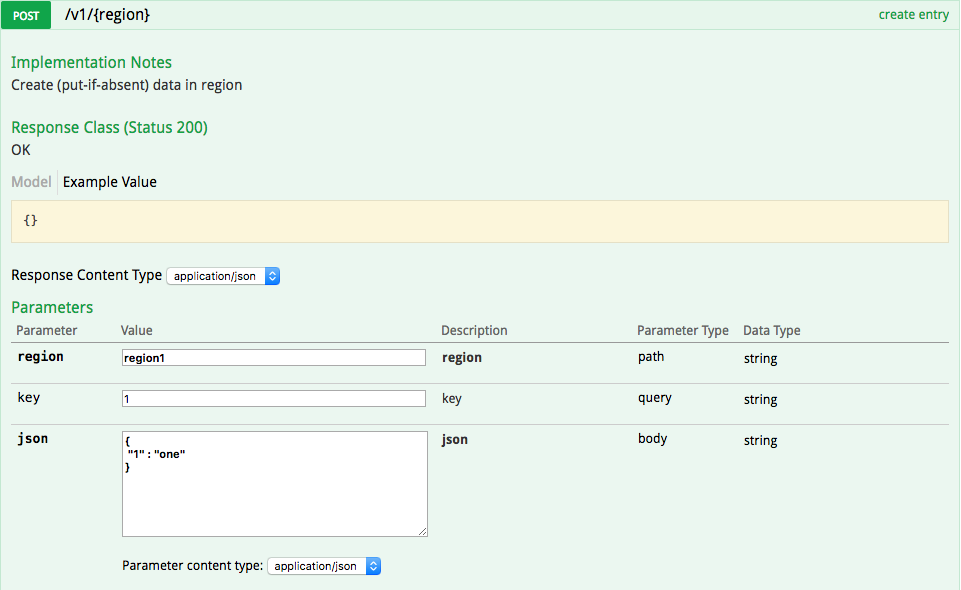 POST /v1/{region} create entry
Implementation Notes
Create (put-if-absent) data in region
Response Class (Status 200)
OK
Model Example Value
{}
Response Content Type application/json
Parameters
Parameter Value Description Parameter Type Data Type
region region1 region path string
key 1 key query string
json { json body string
"1" : "one"
}
Parameter content type: application/json